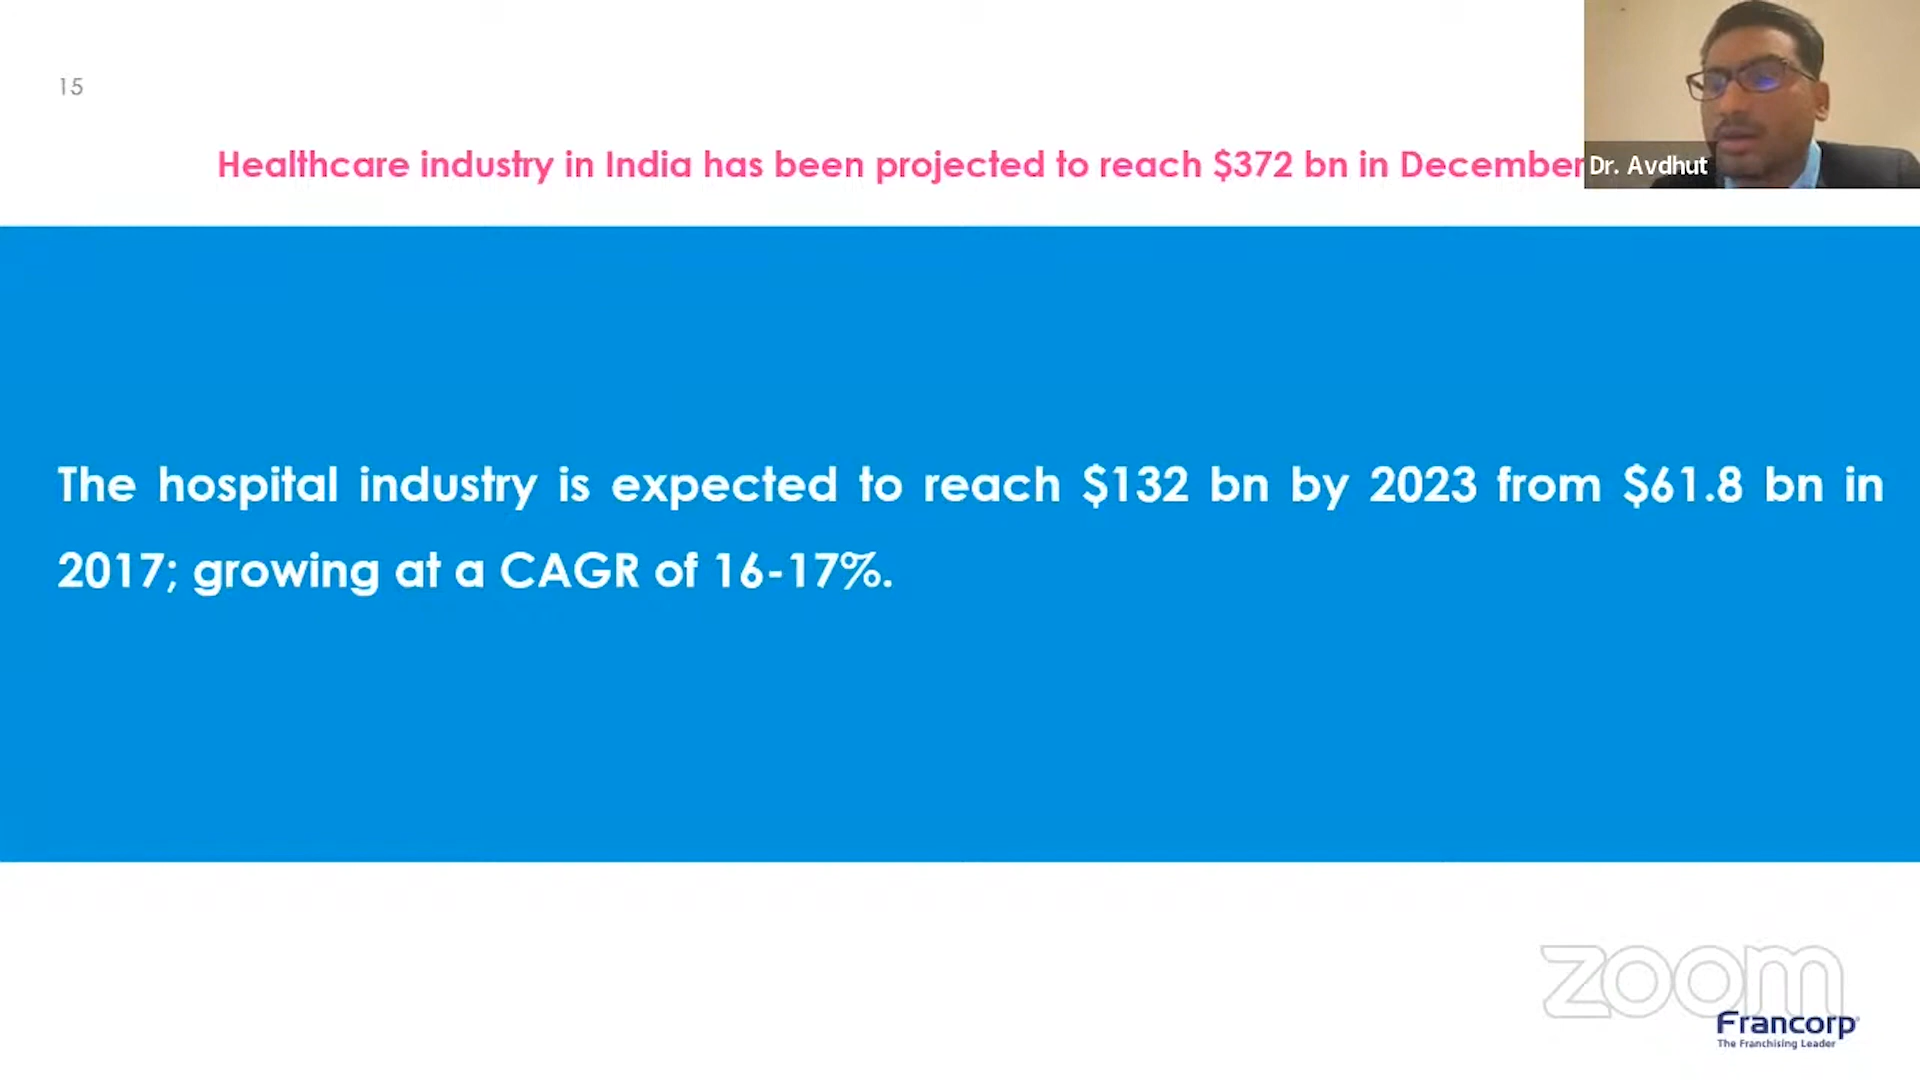 15
Healthcare industry in India has been projected to reach $372 bn in December
Dr. Avdhut
The hospital industry is expected to reach $132 bn by 2023 from $61.8 bn in
2017; growing at a CAGR of 16-17%.
zoom
Francorp
The Franchising Leader